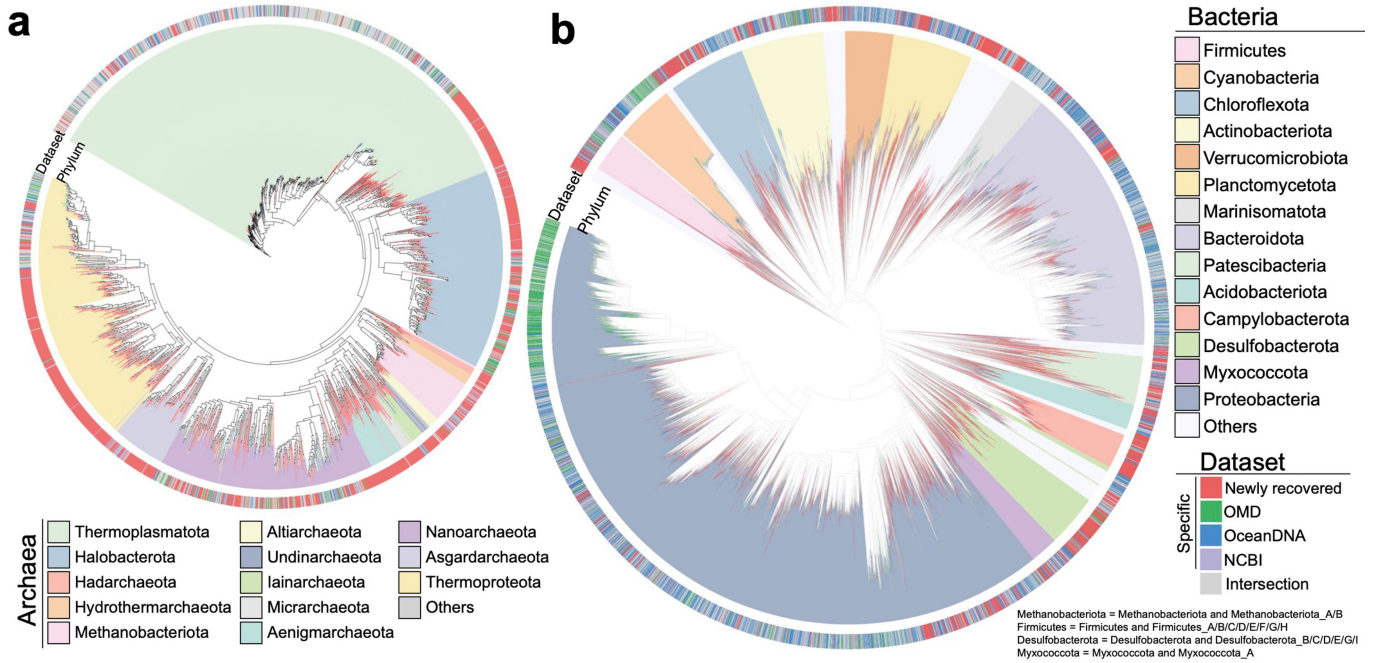 a
Dataset
Phylum
Archaea
Thermoplasmatota
Halobacterota
Hadarchaeota
Hydrothermarchaeota
Methanobacteriota
Altiarchaeota
Undinarchaeota
Iainarchaeota
Micrarchaeota
Aenigmarchaeota
Nanoarchaeota
Asgardarchaeota
Thermoproteota
Others
b
Dataset
Phylum
Bacteria
Firmicutes
Cyanobacteria
Chloroflexota
Actinobacteriota
Verrucomicrobiota
Planctomycetota
Marinisomatota
Bacteroidota
Patescibacteria
Acidobacteriota
Campylobacterota
Desulfobacterota
Myxococcota
Proteobacteria
Others
Dataset
Specific
Newly recovered
OMD
OceanDNA
NCBI
Intersection
Methanobacteriota = Methanobacteriota and Methanobacteriota_A/B
Firmicutes = Firmicutes and Firmicutes_A/B/C/D/E/F/G/H
Desulfobacterota = Desulfobacterota and Desulfobacterota_B/C/D/E/G/I
Myxococcota = Myxococcota and Myxococcota_A